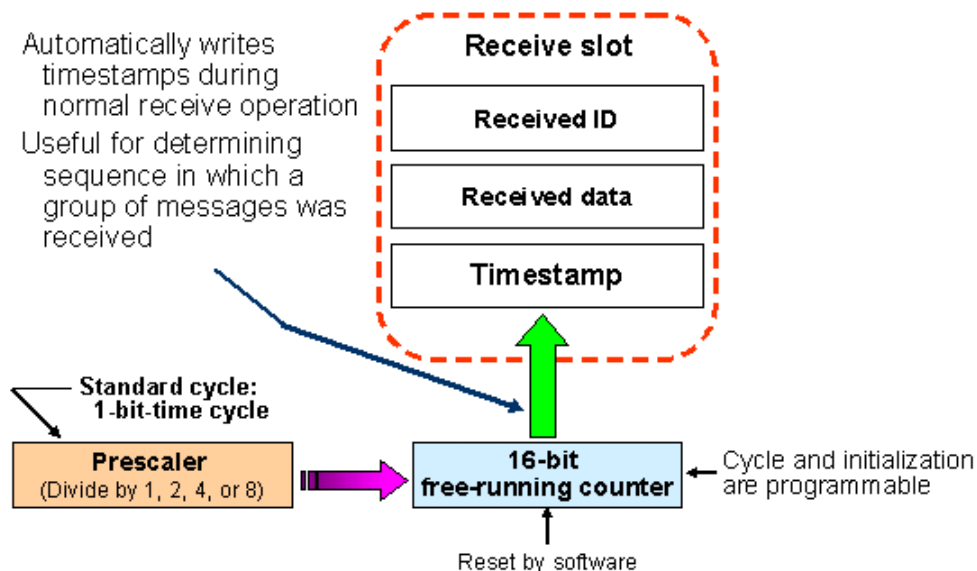 Automatically writes
timestamps during
normal receive operation
Useful for determining
sequence in which a
group of messages was
received
Receive slot
Received ID
Received data
Timestamp
Standard cycle:
1-bit-time cycle
Prescaler
(Divide by 1, 2, 4, or 8)
16-bit
free-running counter
Cycle and initialization
are programmable
Reset by software